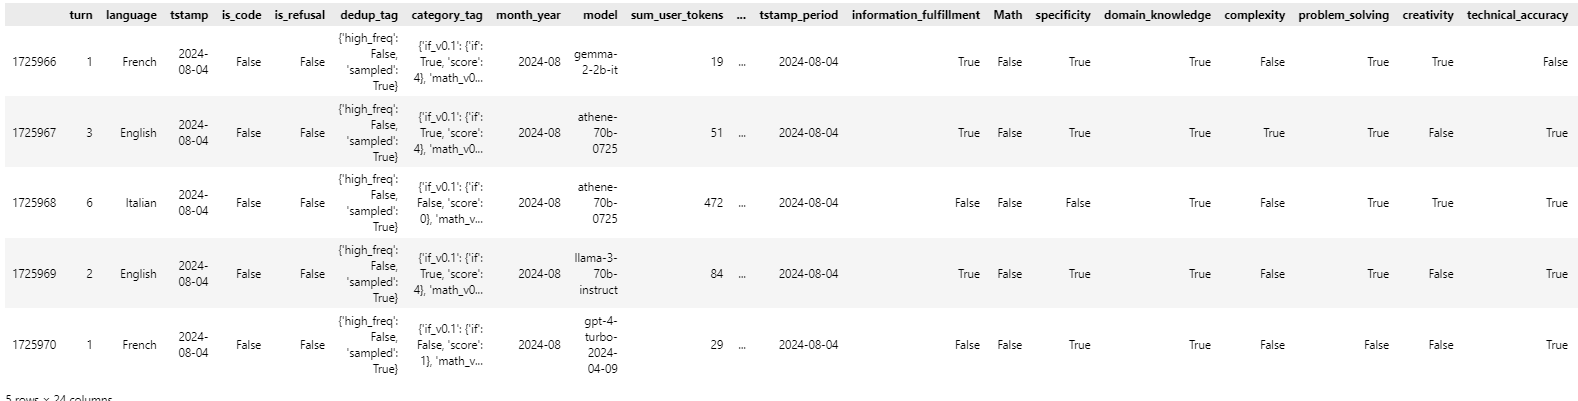 turn language tstamp is_code is_refusal dedup_tag category_tag month_year model sum_user_tokens ... tstamp_period information_fulfillment Math specificity domain_knowledge complexity problem_solving creativity technical_accuracy
1725966 1 French 2024-08-04 False False {'high_freq': False, 'sampled': True} {'if_v0.1': {'if': True, 'score': 4}, 'math_v0... 2024-08 gemma-2-2b-it 19 ... 2024-08-04 True False True True False True True False
1725967 3 English 2024-08-04 False False {'high_freq': False, 'sampled': True} {'if_v0.1': {'if': True, 'score': 4}, 'math_v0... 2024-08 athene-70b-0725 51 ... 2024-08-04 True False True True True True False True
1725968 6 Italian 2024-08-04 False False {'high_freq': False, 'sampled': True} {'if_v0.1': {'if': False, 'score': 0}, 'math_v... 2024-08 athene-70b-0725 472 ... 2024-08-04 False False False True False True True True
1725969 2 English 2024-08-04 False False {'high_freq': False, 'sampled': True} {'if_v0.1': {'if': True, 'score': 4}, 'math_v0... 2024-08 llama-3-70b-instruct 84 ... 2024-08-04 True False True True False True False True
1725970 1 French 2024-08-04 False False {'high_freq': False, 'sampled': True} {'if_v0.1': {'if': False, 'score': 1}, 'math_v... 2024-08 gpt-4-turbo-2024-04-09 29 ... 2024-08-04 False False True True False False False True
5 rows × 24 columns